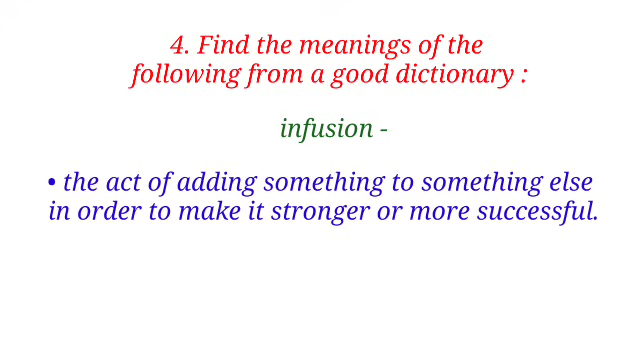 4. Find the meanings of the
following from a good dictionary :
infusion -
• the act of adding something to something else
in order to make it stronger or more successful.